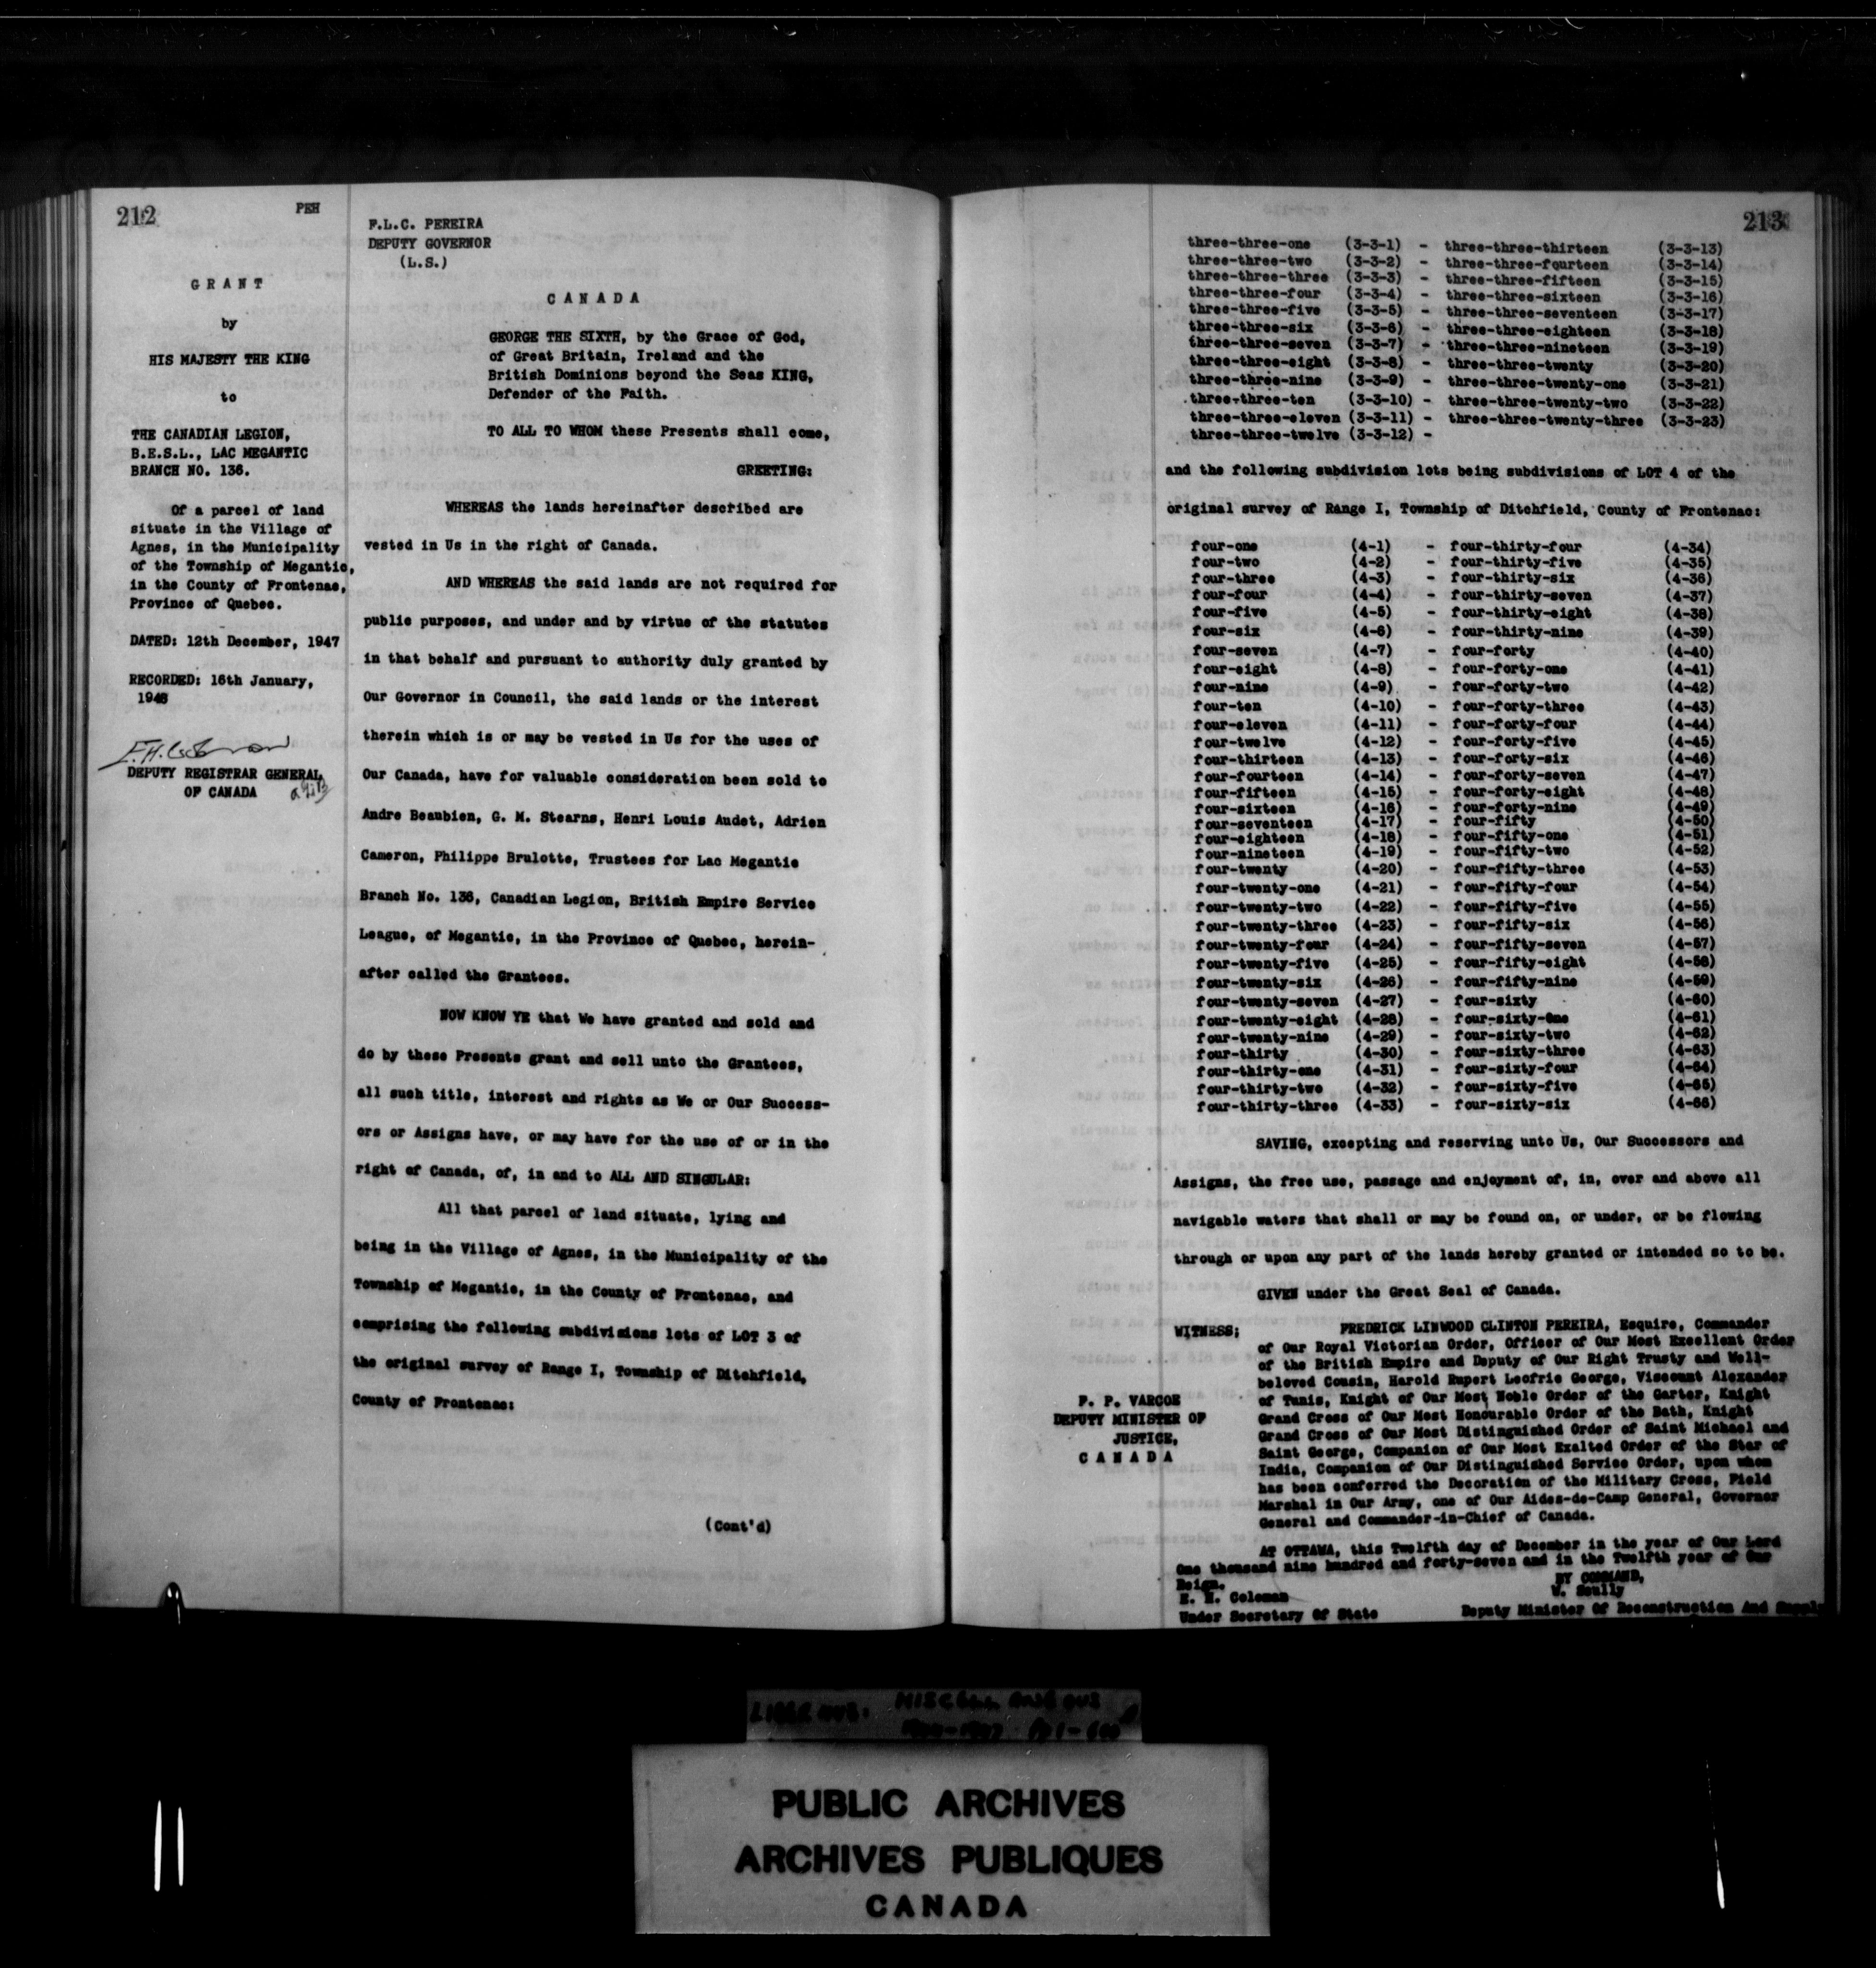 212
PEH
GRANT
by
HIS MAJESTY THE KING
to
THE CANADIAN LEGION,
B.E.S.L., LAC MEGANTIC
BRANCH NO. 136.
Of a parcel of land
situate in the Village of
Agnes, in the Municipality
of the Township of Megantic,
in the County of Frontenac,
Province of Quebec.
DATED: 12th December, 1947
RECORDED: 16th January,
1948
DEPUTY REGISTRAR GENERAL
OF CANADA
F.L.C. PEREIRA
DEPUTY GOVERNOR
(L.S.)
CANADA
GEORGE THE SIXTH, by the Grace of God,
of Great Britain, Ireland and the
British Dominions beyond the Seas KING,
Defender of the Faith.
TO ALL TO WHOM these Presents shall come,
GREETING:
WHEREAS the lands hereinafter described are
vested in Us in the right of Canada.
AND WHEREAS the said lands are not required for
public purposes, and under and by virtue of the statutes
in that behalf and pursuant to authority duly granted by
Our Governor in Council, the said lands or the interest
therein which is or may be vested in Us for the uses of
Our Canada, have for valuable consideration been sold to
Andre Beaubien, G. M. Stearns, Henri Louis Audet, Adrien
Cameron, Philippe Brulotte, Trustees for Lac Megantic
Branch No. 136, Canadian Legion, British Empire Service
League, of Megantic, in the Province of Quebec, herein-
after called the Grantees.
NOW KNOW YE that We have granted and sold and
do by these Presents grant and sell unto the Grantees,
all such title, interest and rights as We or Our Success-
ors or Assigns have, or may have for the use of or in the
right of Canada, of, in and to ALL AND SINGULAR:
All that parcel of land situate, lying and
being in the Village of Agnes, in the Municipality of the
Township of Megantic, in the County of Frontenac, and
comprising the following subdivisions lots of LOT 3 of
the original survey of Range I, Township of Ditchfield,
County of Frontenac:
(Cont'd)
213
three-three-one (3-3-1) - three-three-thirteen (3-3-13)
three-three-two (3-3-2) - three-three-fourteen (3-3-14)
three-three-three (3-3-3) - three-three-fifteen (3-3-15)
three-three-four (3-3-4) - three-three-sixteen (3-3-16)
three-three-five (3-3-5) - three-three-seventeen (3-3-17)
three-three-six (3-3-6) - three-three-eighteen (3-3-18)
three-three-seven (3-3-7) - three-three-nineteen (3-3-19)
three-three-eight (3-3-8) - three-three-twenty (3-3-20)
three-three-nine (3-3-9) - three-three-twenty-one (3-3-21)
three-three-ten (3-3-10) - three-three-twenty-two (3-3-22)
three-three-eleven (3-3-11) - three-three-twenty-three (3-3-23)
three-three-twelve (3-3-12) -
and the following subdivision lots being subdivisions of LOT 4 of the
original survey of Range I, Township of Ditchfield, County of Frontenac:
four-one (4-1) - four-thirty-four (4-34)
four-two (4-2) - four-thirty-five (4-35)
four-three (4-3) - four-thirty-six (4-36)
four-four (4-4) - four-thirty-seven (4-37)
four-five (4-5) - four-thirty-eight (4-38)
four-six (4-6) - four-thirty-nine (4-39)
four-seven (4-7) - four-forty (4-40)
four-eight (4-8) - four-forty-one (4-41)
four-nine (4-9) - four-forty-two (4-42)
four-ten (4-10) - four-forty-three (4-43)
four-eleven (4-11) - four-forty-four (4-44)
four-twelve (4-12) - four-forty-five (4-45)
four-thirteen (4-13) - four-forty-six (4-46)
four-fourteen (4-14) - four-forty-seven (4-47)
four-fifteen (4-15) - four-forty-eight (4-48)
four-sixteen (4-16) - four-forty-nine (4-49)
four-seventeen (4-17) - four-fifty (4-50)
four-eighteen (4-18) - four-fifty-one (4-51)
four-nineteen (4-19) - four-fifty-two (4-52)
four-twenty (4-20) - four-fifty-three (4-53)
four-twenty-one (4-21) - four-fifty-four (4-54)
four-twenty-two (4-22) - four-fifty-five (4-55)
four-twenty-three (4-23) - four-fifty-six (4-56)
four-twenty-four (4-24) - four-fifty-seven (4-57)
four-twenty-five (4-25) - four-fifty-eight (4-58)
four-twenty-six (4-26) - four-fifty-nine (4-59)
four-twenty-seven (4-27) - four-sixty (4-60)
four-twenty-eight (4-28) - four-sixty-One (4-61)
four-twenty-nine (4-29) - four-sixty-two (4-62)
four-thirty (4-30) - four-sixty-three (4-63)
four-thirty-one (4-31) - four-sixty-four (4-64)
four-thirty-two (4-32) - four-sixty-five (4-65)
four-thirty-three (4-33) - four-sixty-six (4-66)
SAVING, excepting and reserving unto Us, Our Successors and
Assigns, the free use, passage and enjoyment of, in, over and above all
navigable waters that shall or may be found on, or under, or be flowing
through or upon any part of the lands hereby granted or intended so to be.
GIVEN under the Great Seal of Canada.
WITNESS; FREDRICK LINWOOD CLINTON PEREIRA, Esquire, Commander
of Our Royal Victorian Order, Officer of Our Most Excellent Order
of the British Empire and Deputy of Our Right Trusty and Well-
beloved Cousin, Harold Rupert Leofric George, Viscount Alexander
of Tunis, Knight of Our Most Noble Order of the Garter, Knight
Grand Cross of Our Most Honourable Order of the Bath, Knight
Grand Cross of Our Most Distinguished Order of Saint Michael and
Saint George, Companion of Our Most Exalted Order of the Star of
India, Companion of Our Distinguished Service Order, upon whom
has been conferred the Decoration of the Military Cross, Field
Marshal in Our Army, one of Our Aides-de-Camp General, Governor
General and Commander-in-Chief of Canada.
F. P. VARCOE
DEPUTY MINISTER OF
JUSTICE,
CANADA
AT OTTAWA, this Twelfth day of December in the year of Our Lord
One thousand nine hundred and forty-seven and in the Twelfth year of Our
Reign.
BY COMMAND,
E. H. Coleman
W. Scully
Under Secretary Of State
Deputy Minister Of Reconstruction And Supply
MISCELLANEOUS
PUBLIC ARCHIVES
ARCHIVES PUBLIQUES
CANADA